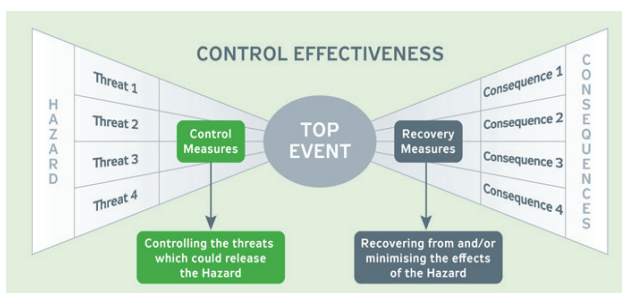 CONTROL EFFECTIVENESS
HAZARD
Threat 1
Threat 2
Threat 3
Threat 4
Control
Measures
TOP
EVENT
Recovery
Measures
Consequence 1
Consequence 2
Consequence 3
Consequence 4
CONSEQUENCES
Controlling the threats
which could release
the Hazard
Recovering from and/or
minimising the effects
of the Hazard